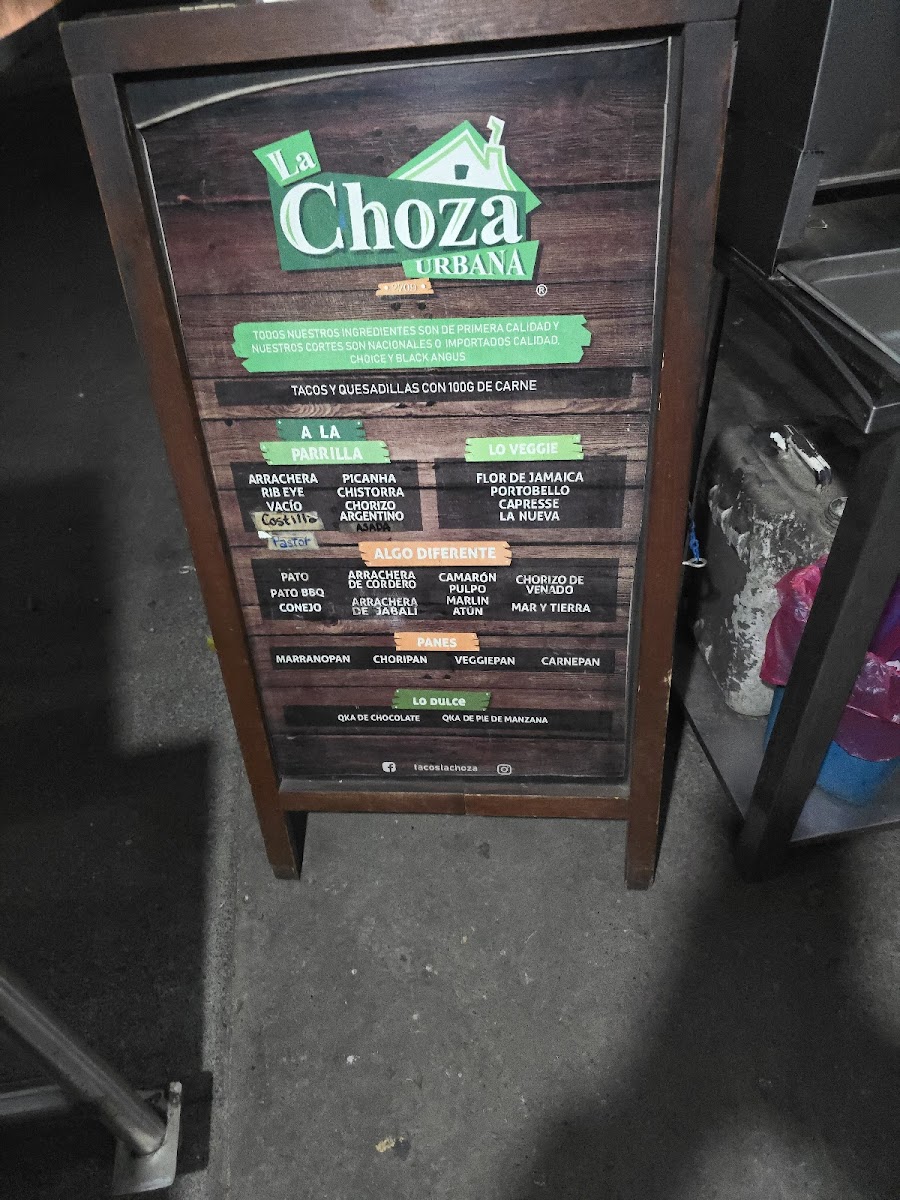 La
Choza
URBANA
®
TODOS NUESTROS INGREDIENTES SON DE PRIMERA CALIDAD Y
NUESTROS CORTES SON NACIONALES O IMPORTADOS CALIDAD,
CHOICE Y BLACK ANGUS
TACOS Y QUESADILLAS CON 100G DE CARNE
A LA
PARRILLA
ARRACHERA
RIB EYE
VACÍO
Costilla
Pastor
PICANHA
CHISTORRA
CHORIZO
ARGENTINO
ASADA
LO VEGGIE
FLOR DE JAMAICA
PORTOBELLO
CAPRESSE
LA NUEVA
ALGO DIFERENTE
PATO
PATO BBQ
CONEJO
ARRACHERA
DE CORDERO
ARRACHERA
DE JABALÍ
CAMARÓN
PULPO
MARLIN
ATÚN
CHORIZO DE
VENADO
MAR Y TIERRA
PANES
MARRANOPAN CHORIPAN VEGGIEPAN CARNEPAN
LO DULCE
QKA DE CHOCOLATE QKA DE PIE DE MANZANA
tacoslachoza